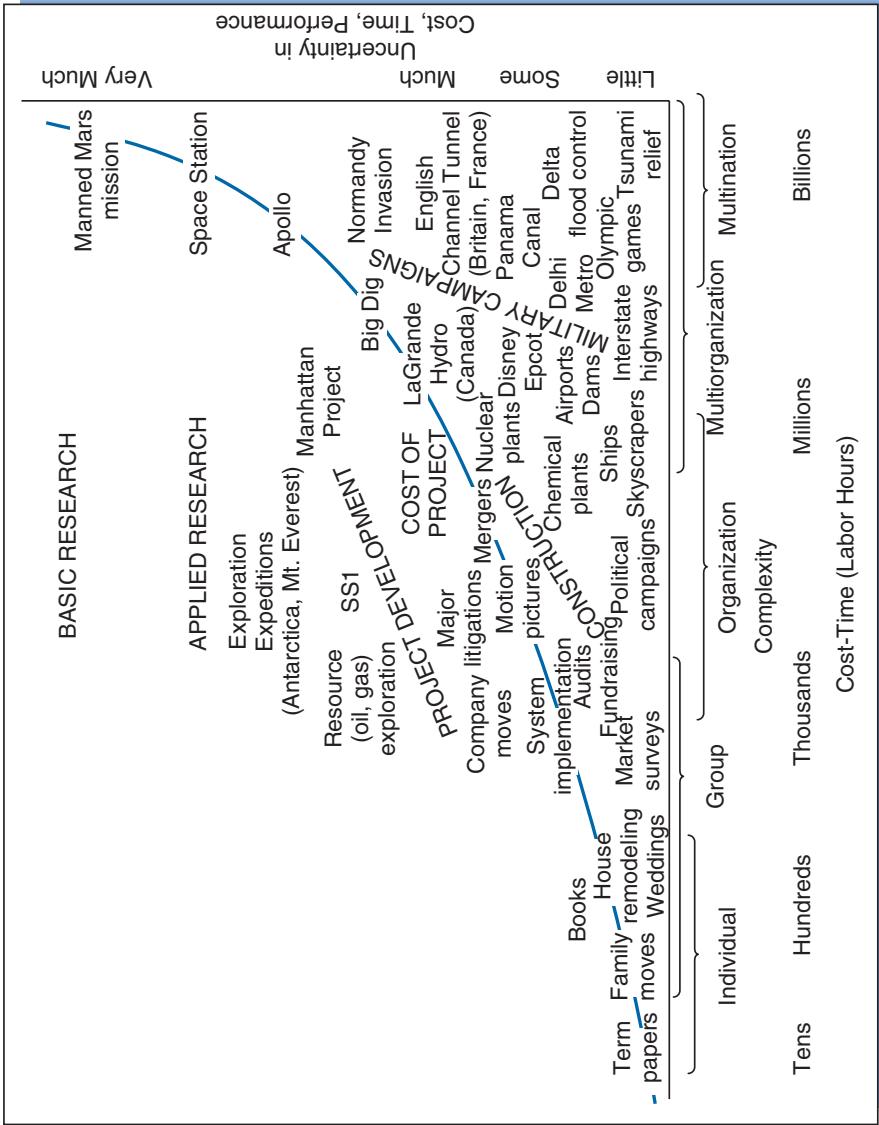 BASIC RESEARCH
Manned Mars
mission
APPLIED RESEARCH
Space Station
Exploration
Expeditions
(Antarctica, Mt. Everest)
Apollo
Manhattan
Project
Resource
(oil, gas)
exploration
SS1
Big Dig
Normandy
Invasion
PROJECT DEVELOPMENT
COST OF
PROJECT
LaGrande
Hydro
(Canada)
MILITARY CAMPAIGNS
English
Channel Tunnel
(Britain, France)
Company
moves
Major
litigations
Mergers
Nuclear
plants
Disney
Epcot
Panama
Canal
Motion
pictures
CONSTRUCTION
System
implementation
Chemical
plants
Airports
Dams
Delhi
Metro
Delta
flood control
Books
Audits
Fundraising
House
remodeling
Weddings
Market
surveys
Political
campaigns
Ships
Skyscrapers
Interstate
highways
Olympic
games
Tsunami
relief
Term
papers
Family
moves
Very Much
Much
Some
Little
Uncertainty in
Cost, Time, Performance
Individual
Group
Organization
Multiorganization
Multination
Complexity
Tens
Hundreds
Thousands
Millions
Billions
Cost-Time (Labor Hours)